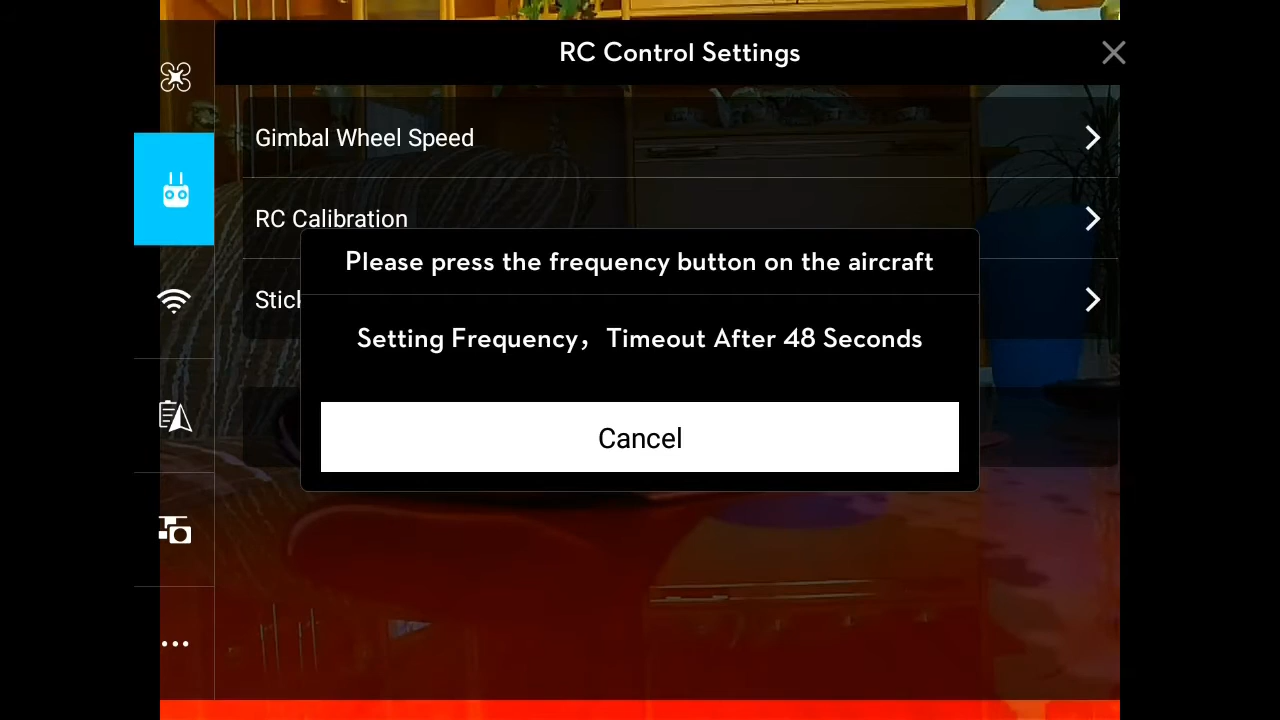 RC Control Settings
Gimbal Wheel Speed
RC Calibration
Please press the frequency button on the aircraft
Stick
Setting Frequency，Timeout After 48 Seconds
Cancel